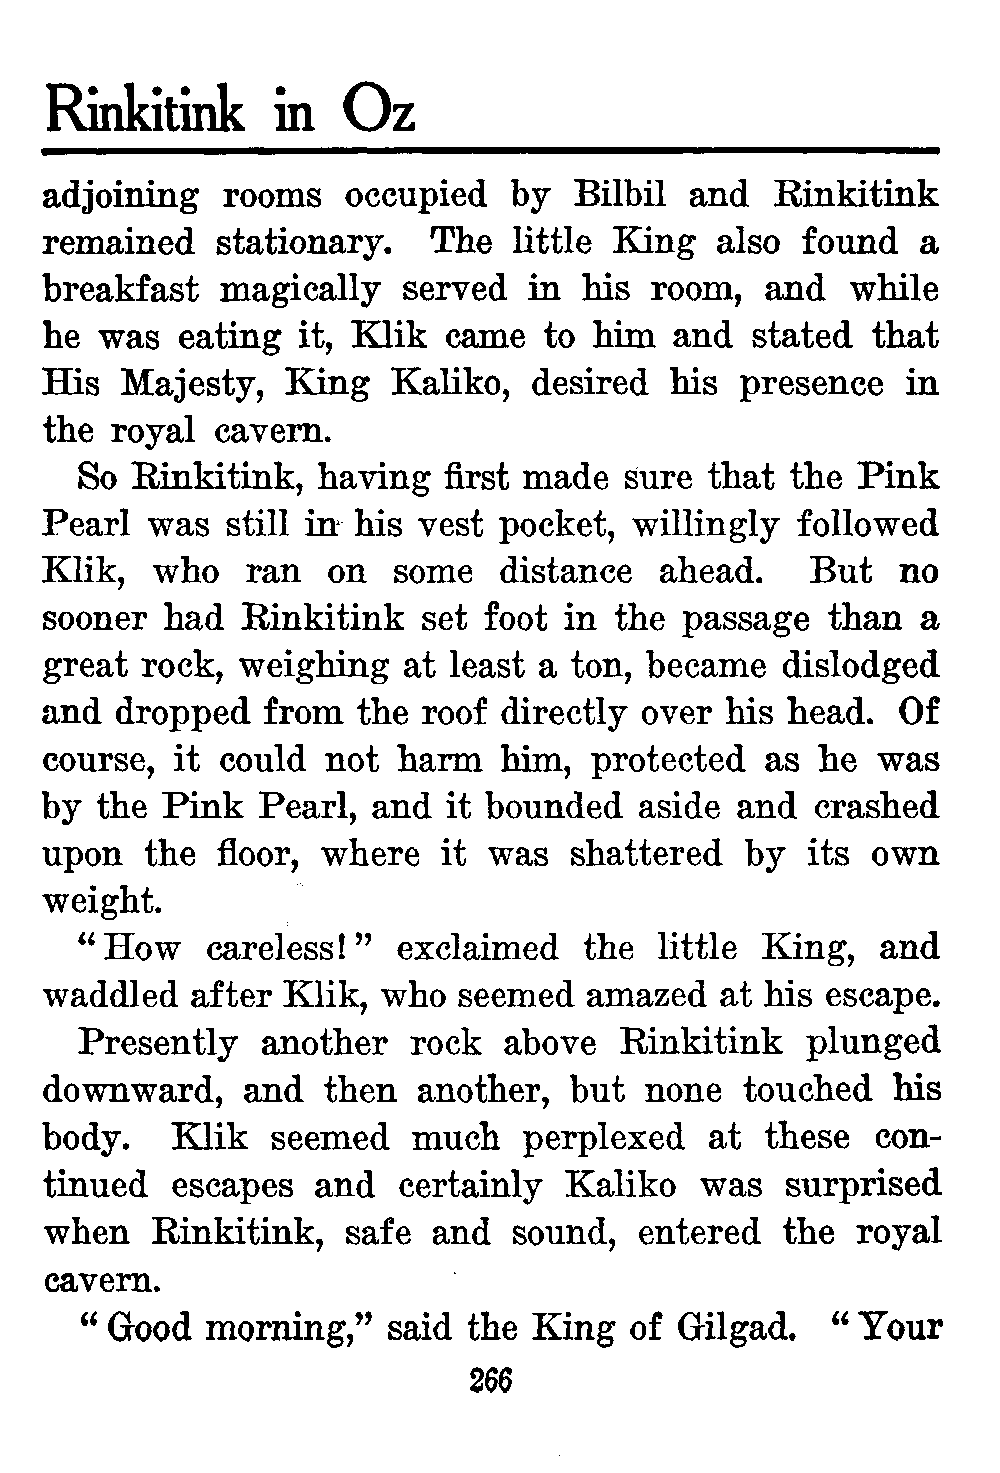 Rinkitink in Oz
adjoining rooms occupied by Bilbil and Rinkitink
remained stationary. The little King also found a
breakfast magically served in his room, and while
he was eating it, Klik came to him and stated that
His Majesty, King Kaliko, desired his presence in
the royal cavern.
So Rinkitink, having first made sure that the Pink
Pearl was still in his vest pocket, willingly followed
Klik, who ran on some distance ahead. But no
sooner had Rinkitink set foot in the passage than a
great rock, weighing at least a ton, became dislodged
and dropped from the roof directly over his head. Of
course, it could not harm him, protected as he was
by the Pink Pearl, and it bounded aside and crashed
upon the floor, where it was shattered by its own
weight.
“How careless!” exclaimed the little King, and
waddled after Klik, who seemed amazed at his escape.
Presently another rock above Rinkitink plunged
downward, and then another, but none touched his
body. Klik seemed much perplexed at these con-
tinued escapes and certainly Kaliko was surprised
when Rinkitink, safe and sound, entered the royal
cavern.
“Good morning,” said the King of Gilgad. “Your
266